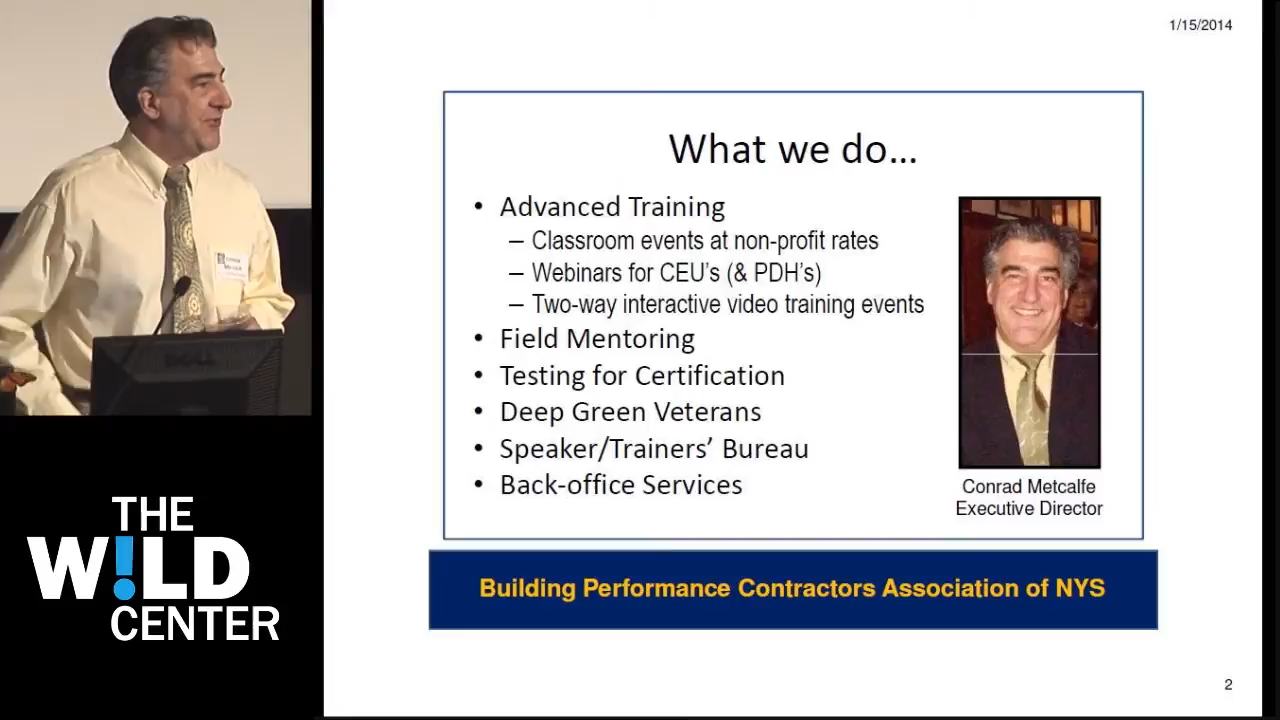 1/15/2014
What we do...
• Advanced Training
– Classroom events at non-profit rates
– Webinars for CEU's (& PDH's)
– Two-way interactive video training events
• Field Mentoring
• Testing for Certification
• Deep Green Veterans
• Speaker/Trainers' Bureau
• Back-office Services
Conrad Metcalfe
Executive Director
Building Performance Contractors Association of NYS
2
DELL
THE
W!LD
CENTER